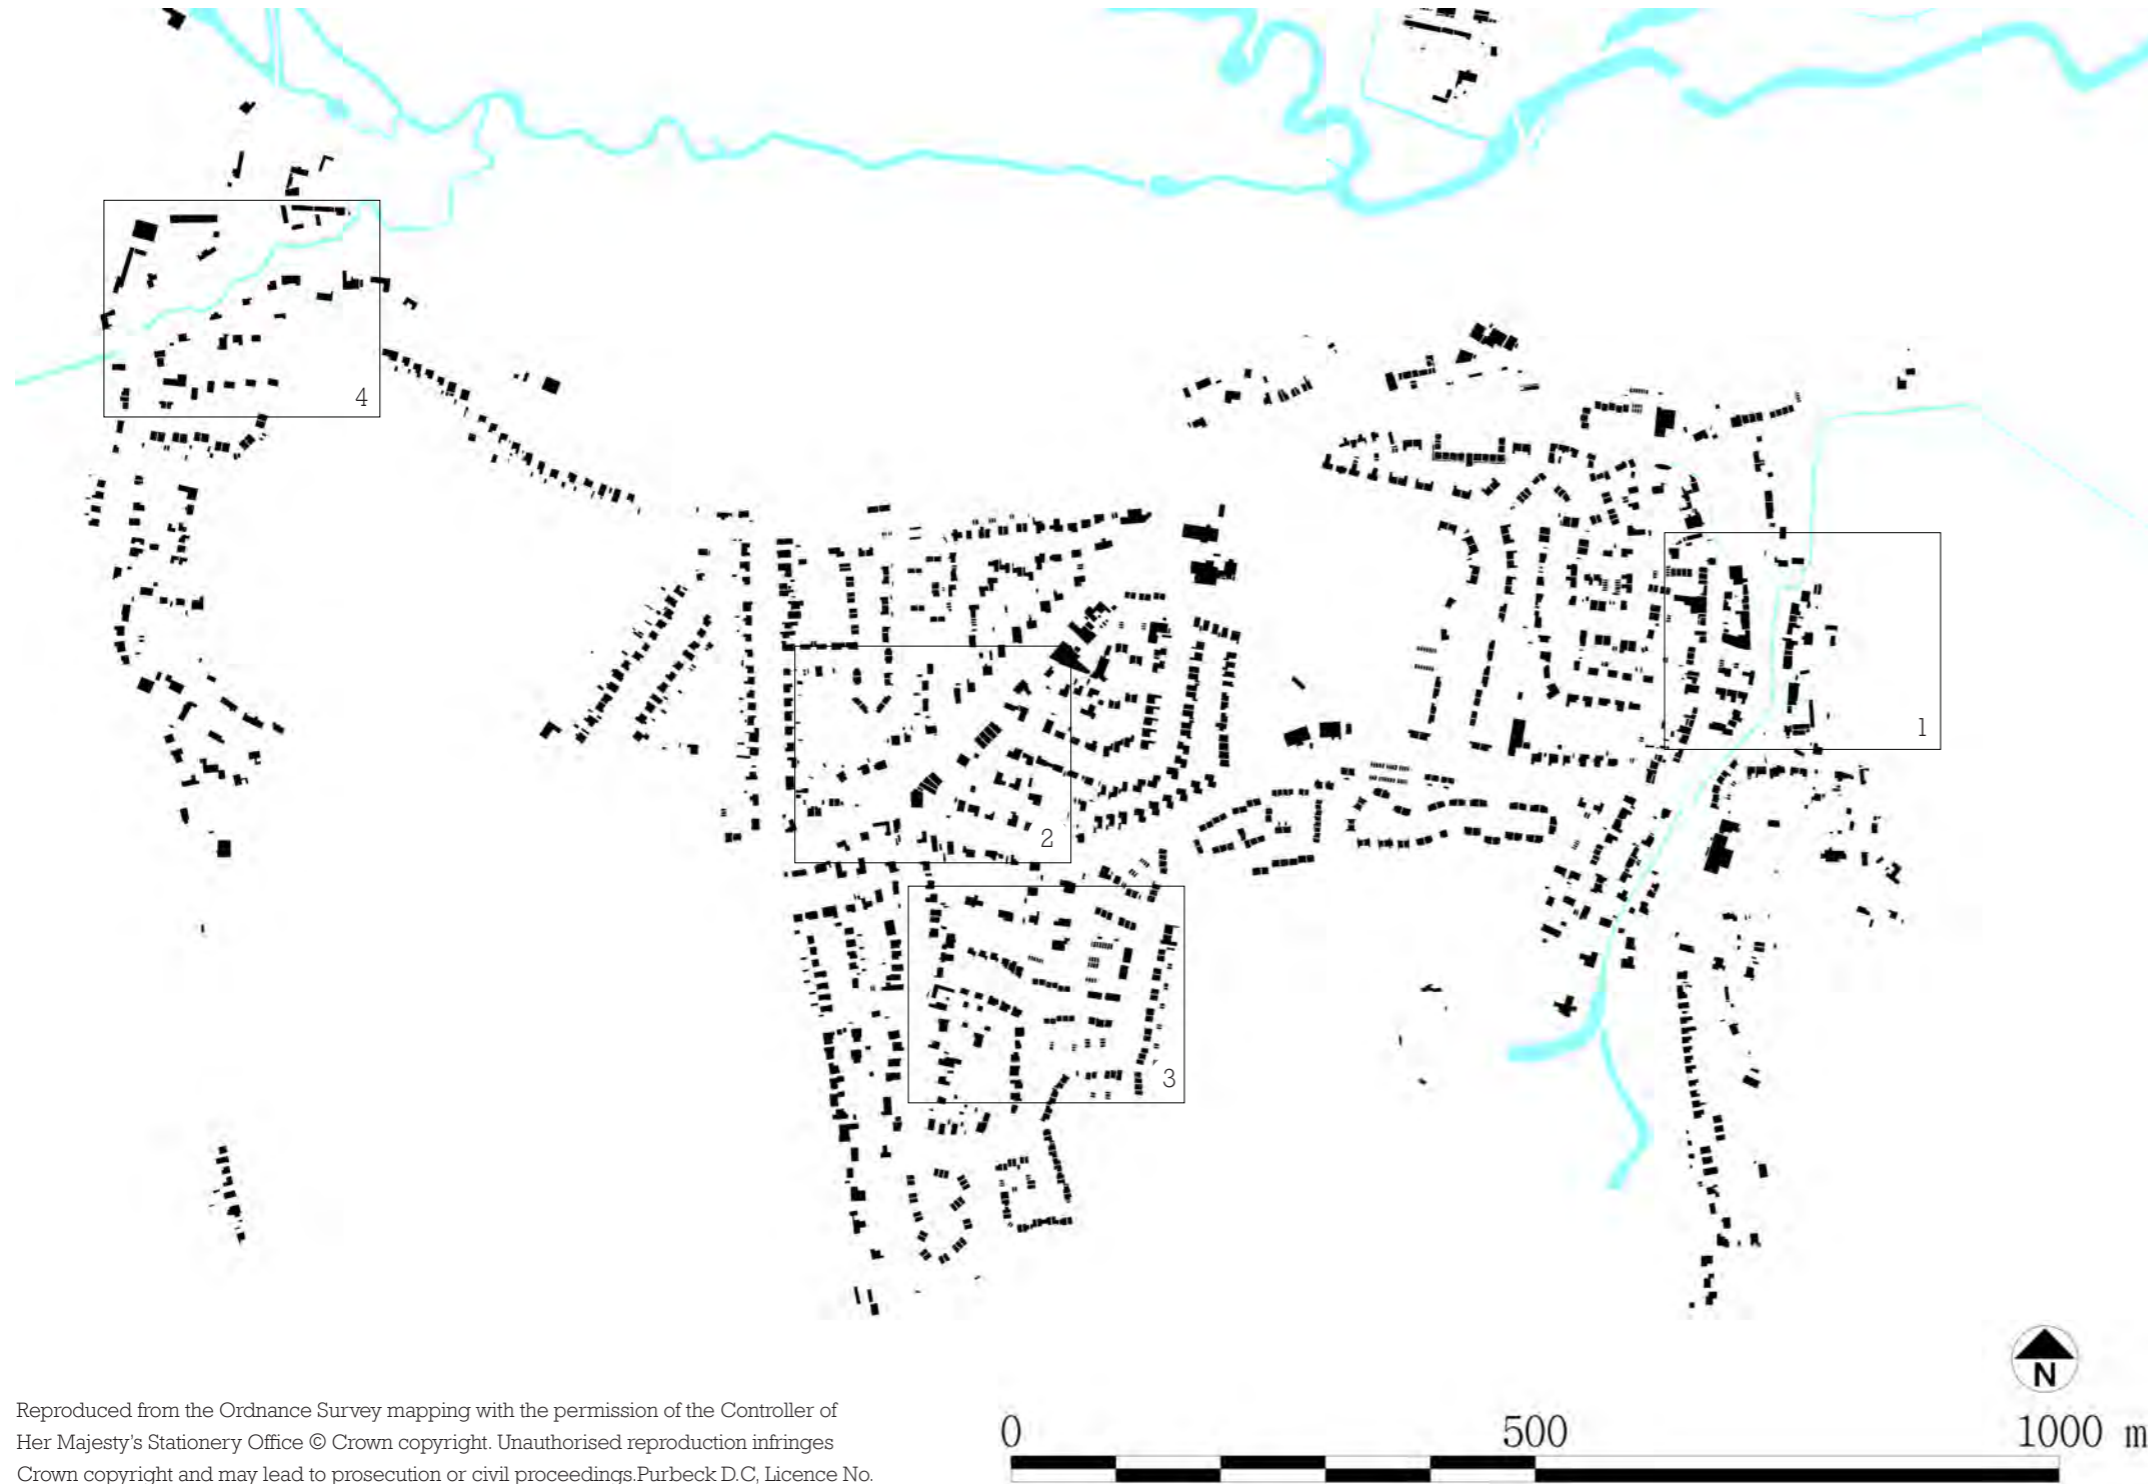 4
1
2
3
N
Reproduced from the Ordnance Survey mapping with the permission of the Controller of
Her Majesty's Stationery Office © Crown copyright. Unauthorised reproduction infringes
Crown copyright and may lead to prosecution or civil proceedings.Purbeck D.C, Licence No.
0 500 1000 m